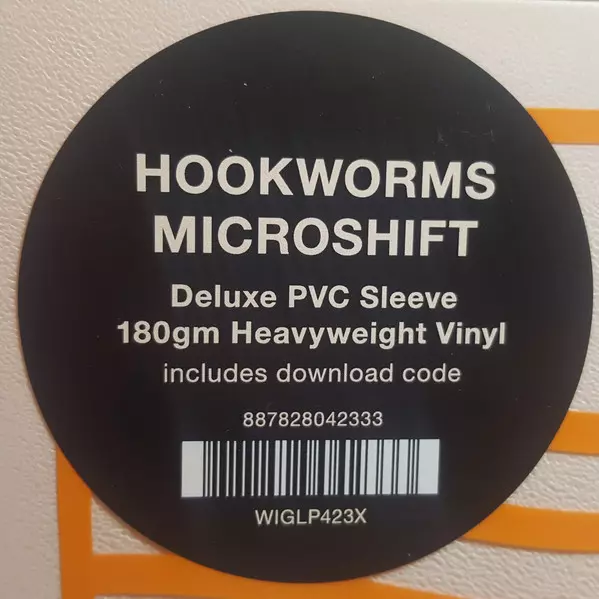 HOOKWORMS
MICROSHIFT
Deluxe PVC Sleeve
180gm Heavyweight Vinyl
includes download code
887828042333
WIGLP423X